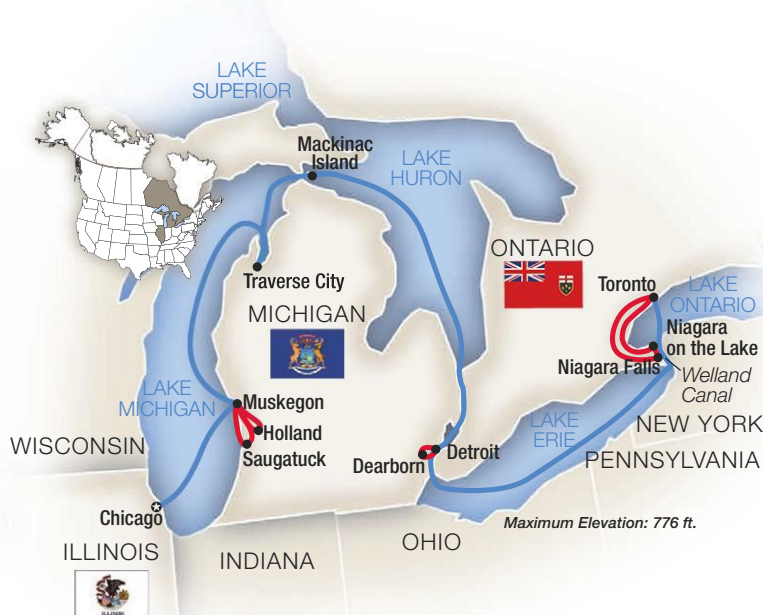 LAKE
SUPERIOR
Mackinac
Island
LAKE
HURON
ONTARIO
Traverse City
MICHIGAN
Toronto
LAKE
ONTARIO
Niagara
on the Lake
Niagara Falls
Welland
Canal
LAKE
MICHIGAN
Muskegon
Holland
Saugatuck
WISCONSIN
LAKE
ERIE
NEW YORK
Detroit
Dearborn
PENNSYLVANIA
Chicago
Maximum Elevation: 776 ft.
OHIO
ILLINOIS
INDIANA
ILLINOIS